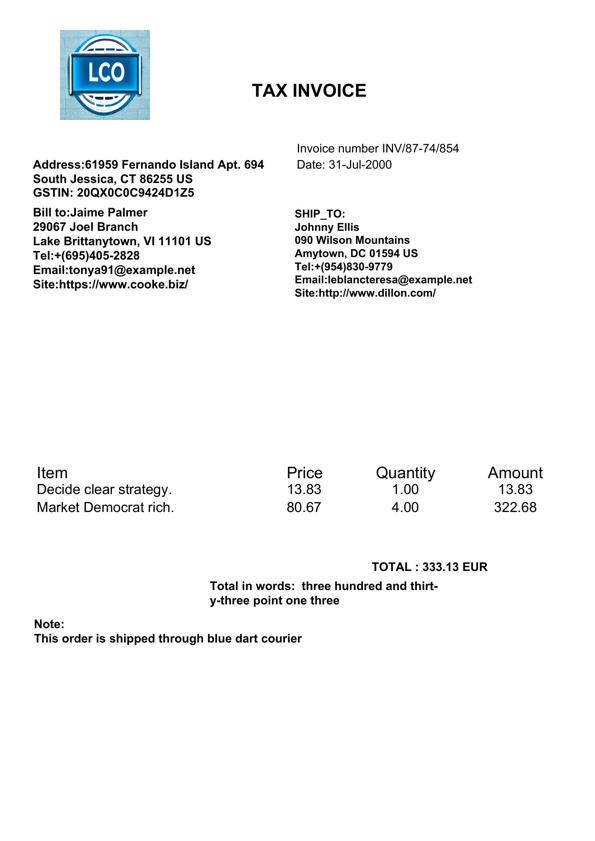 LCO
TAX INVOICE
Invoice number INV/87-74/854
Date: 31-Jul-2000
Address:61959 Fernando Island Apt. 694
South Jessica, CT 86255 US
GSTIN: 20QX0C0C9424D1Z5
Bill to:Jaime Palmer
29067 Joel Branch
Lake Brittanytown, VI 11101 US
Tel:+(695)405-2828
Email:tonya91@example.net
Site:https://www.cooke.biz/
SHIP_TO:
Johnny Ellis
090 Wilson Mountains
Amytown, DC 01594 US
Tel:+(954)830-9779
Email:leblancteresa@example.net
Site:http://www.dillon.com/
Item Price Quantity Amount
Decide clear strategy. 13.83 1.00 13.83
Market Democrat rich. 80.67 4.00 322.68
TOTAL : 333.13 EUR
Total in words: three hundred and thirt-
y-three point one three
Note:
This order is shipped through blue dart courier